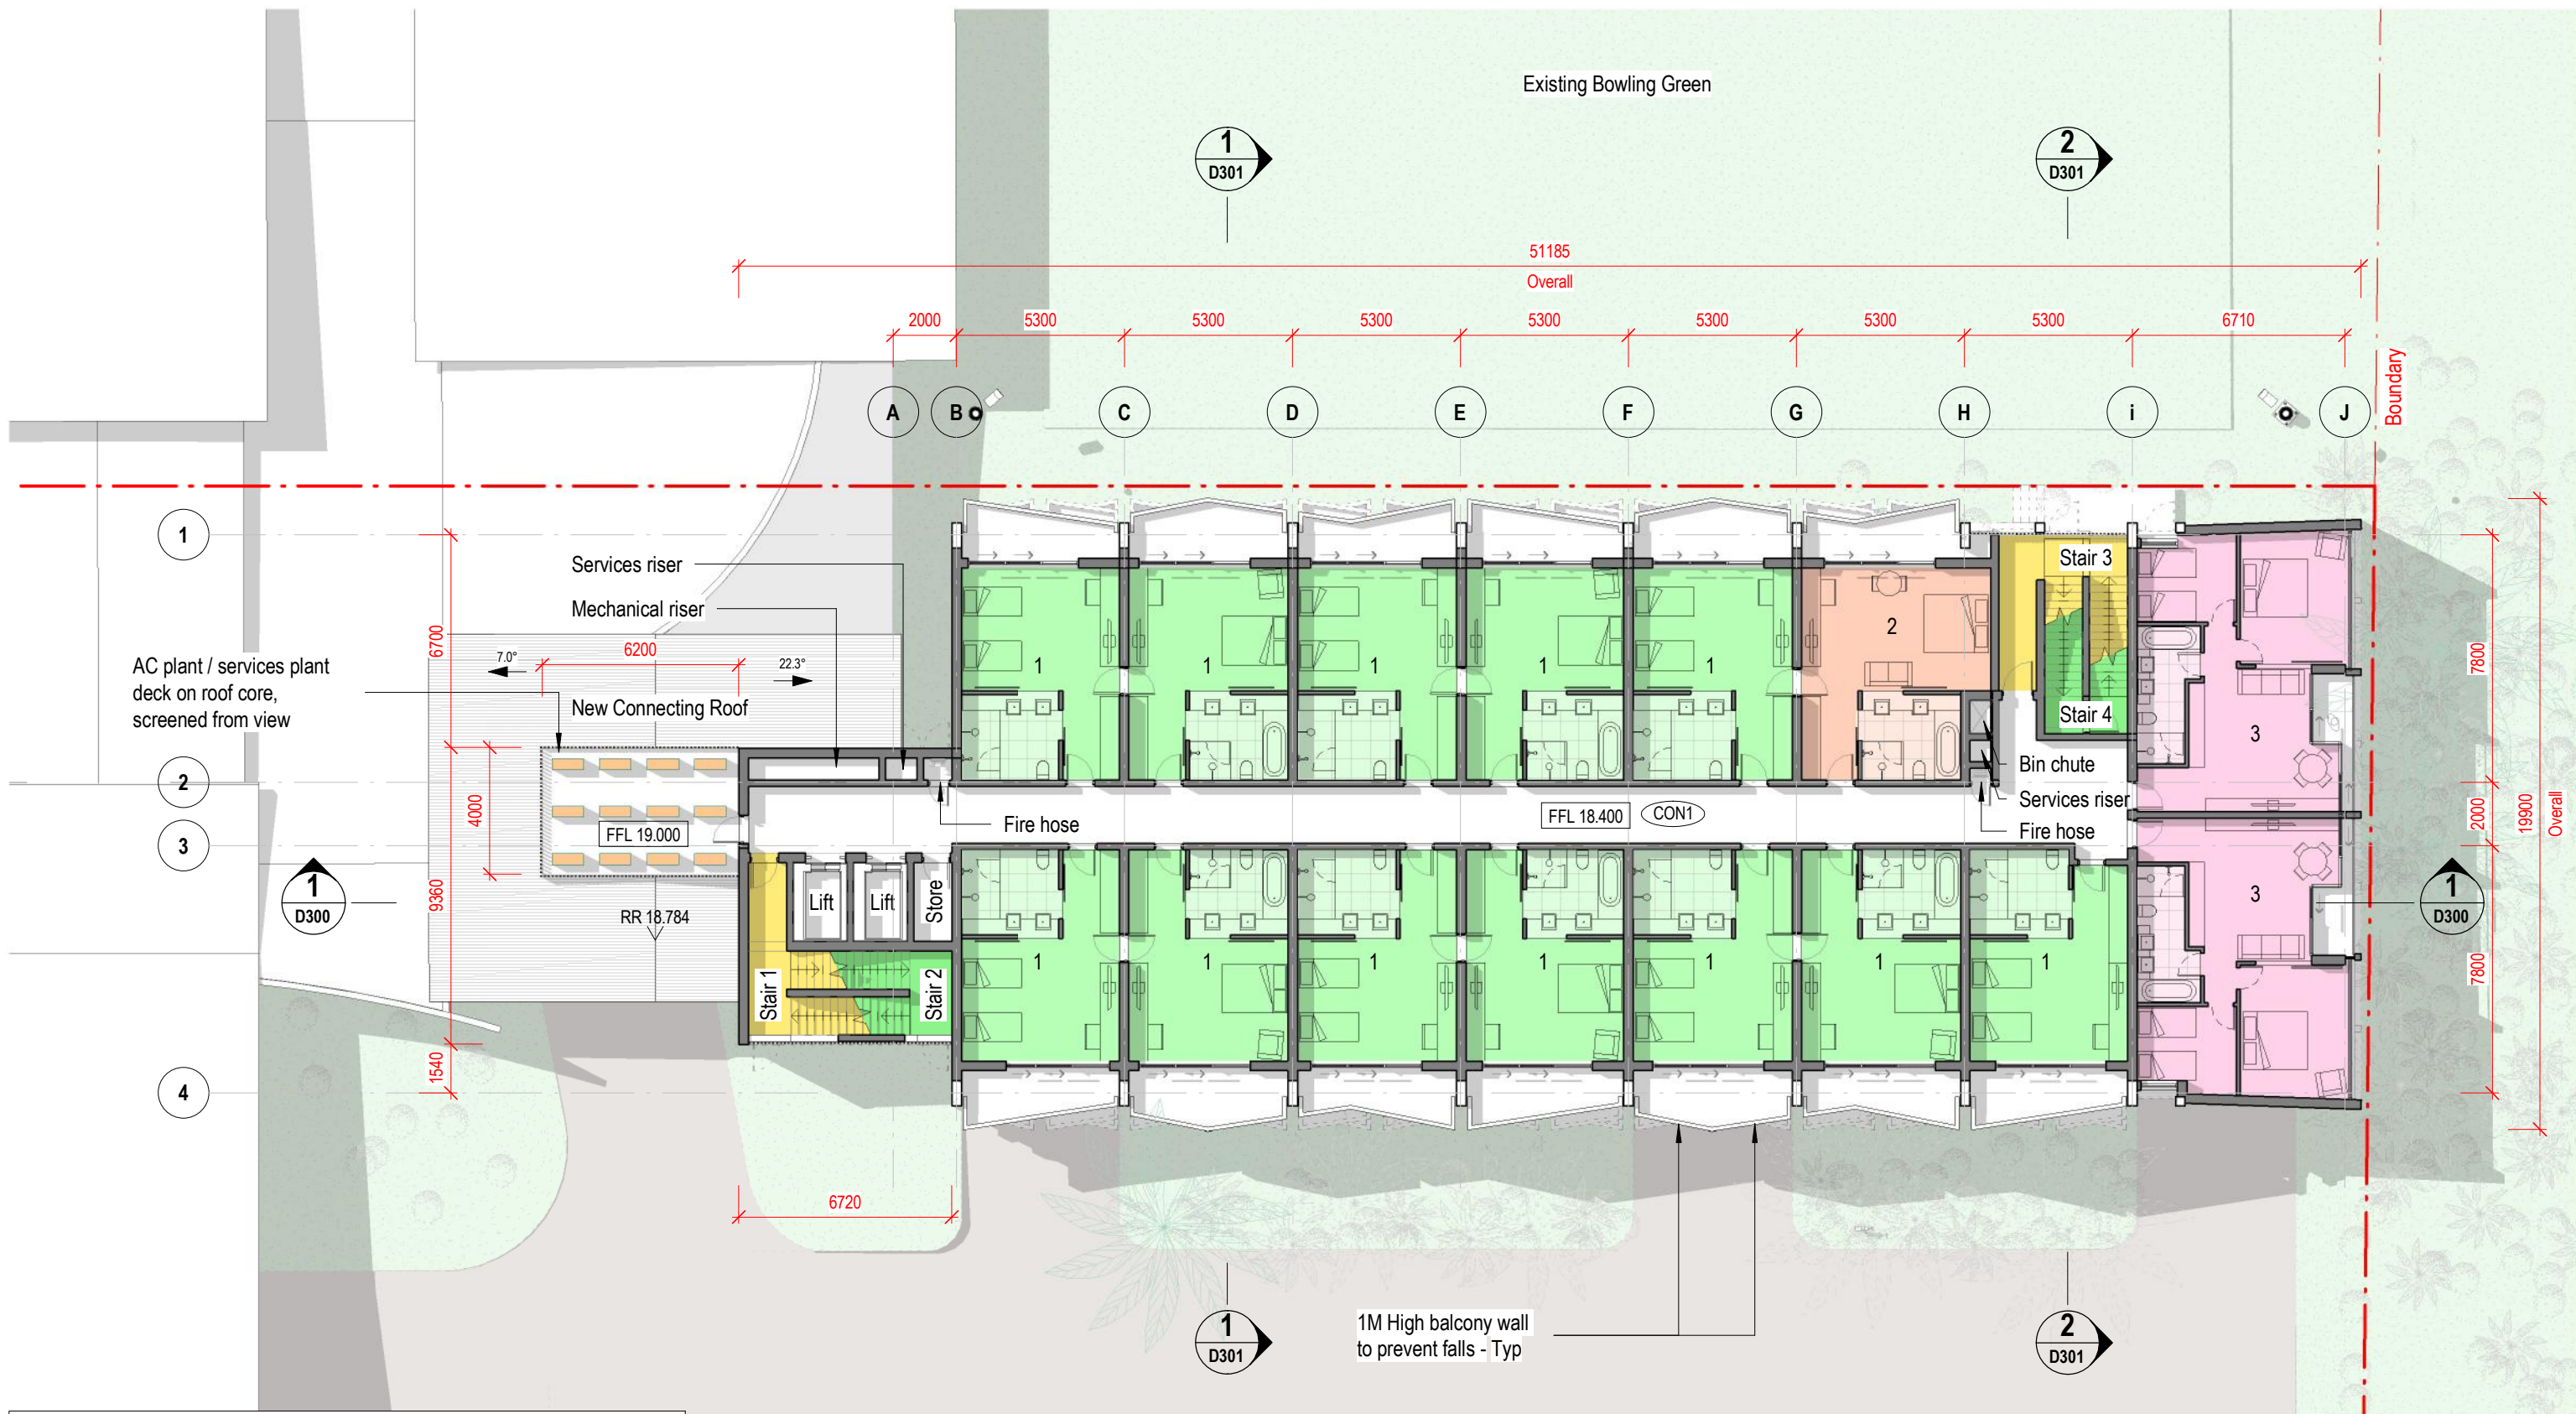 Existing Bowling Green
1
D301
2
D301
51185
Overall
2000
5300
5300
5300
5300
5300
5300
5300
6710
Boundary
A
B
C
D
E
F
G
H
i
J
1
2
3
4
6700
9360
1540
4000
Services riser
Mechanical riser
AC plant / services plant
deck on roof core,
screened from view
7.0°
6200
22.3°
New Connecting Roof
FFL 19.000
RR 18.784
1
D300
1
1
1
1
1
2
Stair 3
Stair 4
3
Bin chute
Services riser
Fire hose
Fire hose
FFL 18.400
CON1
Lift
Lift
Store
Stair 1
Stair 2
1
1
1
1
1
1
1
3
7800
2000
7800
19900
Overall
1
D300
6720
1M High balcony wall
to prevent falls - Typ
1
D301
2
D301